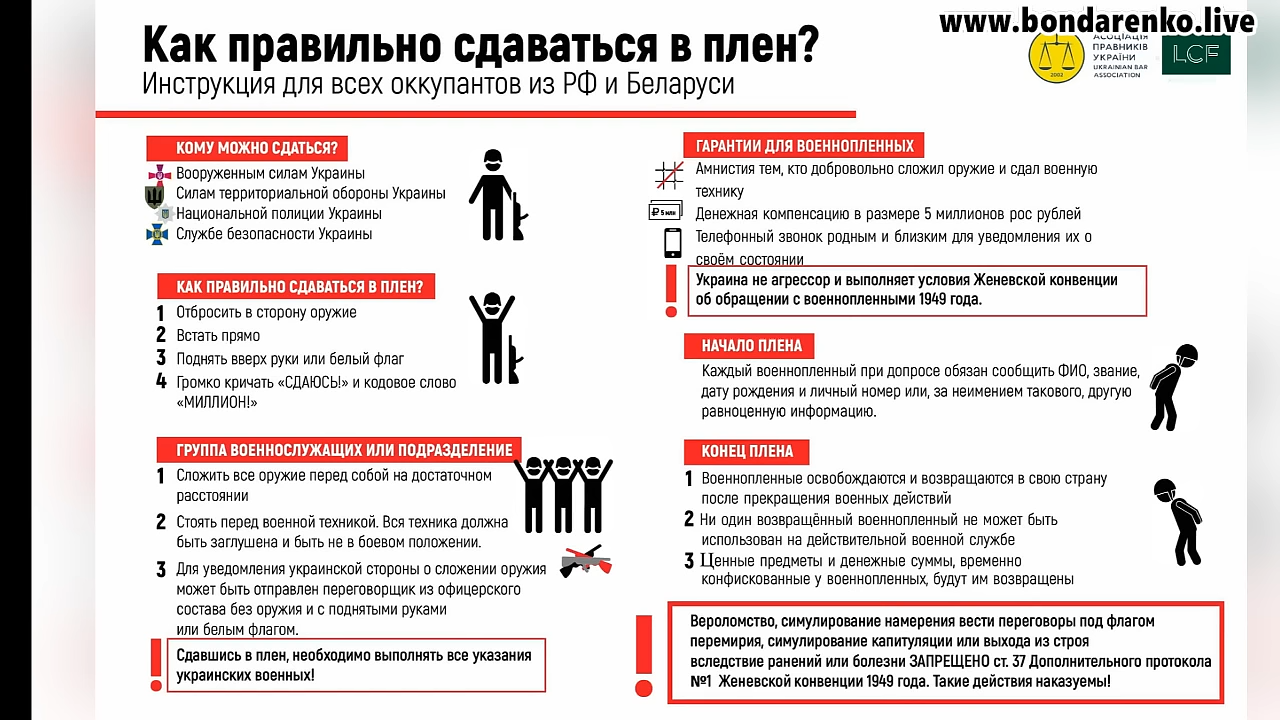 www.bondarenko.live
Как правильно сдаваться в плен?
Инструкция для всех оккупантов из РФ и Беларуси
АСОЦІАЦІЯ
ПРАВНИКІВ
УКРАЇНИ
UKRAINIAN BAR
ASSOCIATION
2002
LCF
КОМУ МОЖНО СДАТЬСЯ?
Вооруженным силам Украины
Силам территориальной обороны Украины
Национальной полиции Украины
Службе безопасности Украины
КАК ПРАВИЛЬНО СДАВАТЬСЯ В ПЛЕН?
1 Отбросить в сторону оружие
2 Встать прямо
3 Поднять вверх руки или белый флаг
4 Громко кричать «СДАЮСЬ!» и кодовое слово
«МИЛЛИОН!»
ГРУППА ВОЕННОСЛУЖАЩИХ ИЛИ ПОДРАЗДЕЛЕНИЕ
1 Сложить все оружие перед собой на достаточном
расстоянии
2 Стоять перед военной техникой. Вся техника должна
быть заглушена и быть не в боевом положении.
3 Для уведомления украинской стороны о сложении оружия
может быть отправлен переговорщик из офицерского
состава без оружия и с поднятыми руками
или белым флагом.
Сдавшись в плен, необходимо выполнять все указания
украинских военных!
ГАРАНТИИ ДЛЯ ВОЕННОПЛЕННЫХ
Амнистия тем, кто добровольно сложил оружие и сдал военную
технику
₽ 5 млн
Денежная компенсацию в размере 5 миллионов рос рублей
Телефонный звонок родным и близким для уведомления их о
своём состоянии
Украина не агрессор и выполняет условия Женевской конвенции
об обращении с военнопленными 1949 года.
НАЧАЛО ПЛЕНА
Каждый военнопленный при допросе обязан сообщить ФИО, звание,
дату рождения и личный номер или, за неимением такового, другую
равноценную информацию.
КОНЕЦ ПЛЕНА
1 Военнопленные освобождаются и возвращаются в свою страну
после прекращения военных действий
2 Ни один возвращённый военнопленный не может быть
использован на действительной военной службе
3 Ценные предметы и денежные суммы, временно
конфискованные у военнопленных, будут им возвращены
Вероломство, симулирование намерения вести переговоры под флагом
перемирия, симулирование капитуляции или выхода из строя
вследствие ранений или болезни ЗАПРЕЩЕНО ст. 37 Дополнительного протокола
№1 Женевской конвенции 1949 года. Такие действия наказуемы!